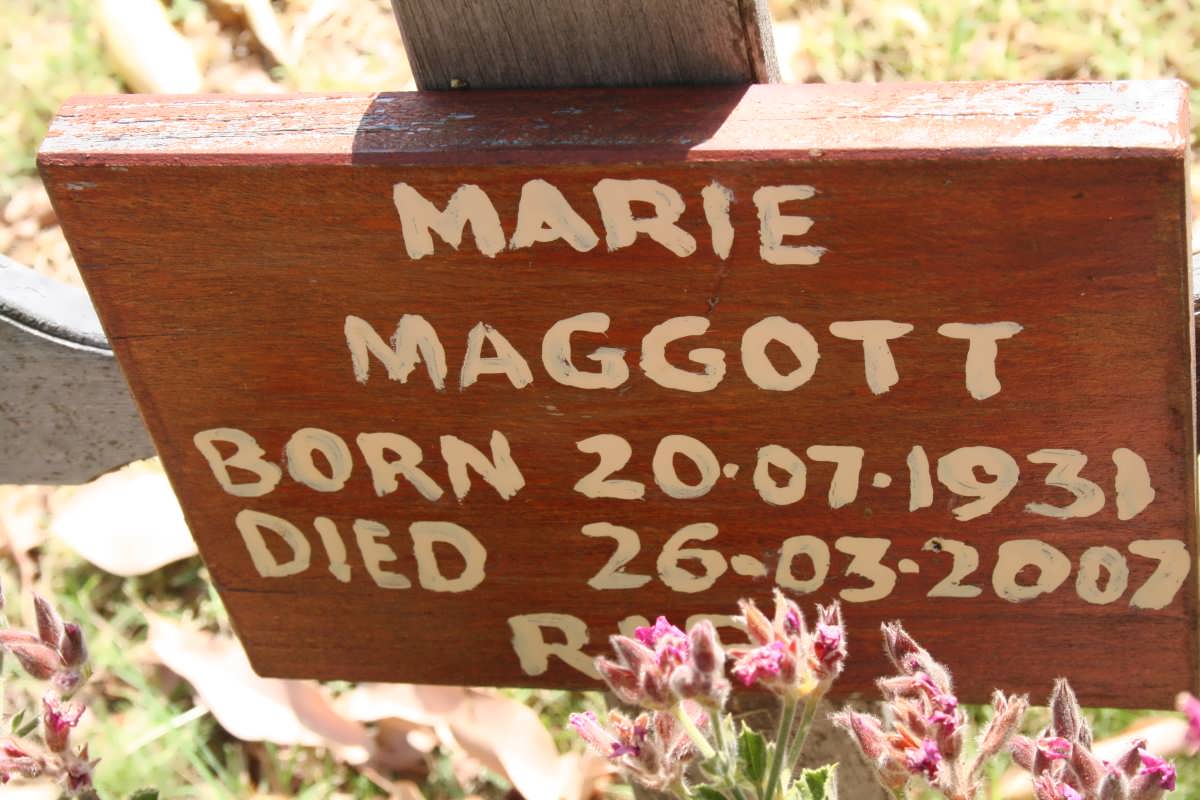 MARIE
MAGGOTT
BORN 20·07·1931
DIED 26·03·2007